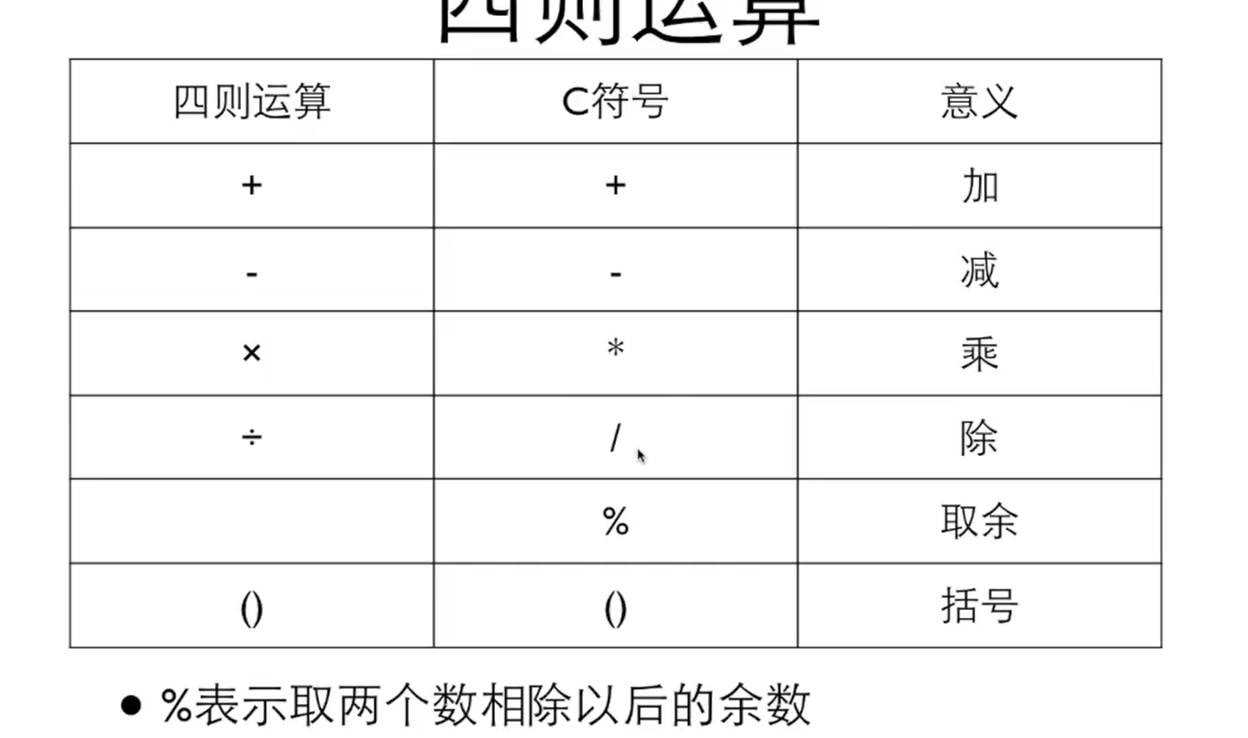 四则运算
四则运算 C符号 意义
+ + 加
- - 减
× * 乘
÷ / 除
% 取余
() () 括号
%表示取两个数相除以后的余数